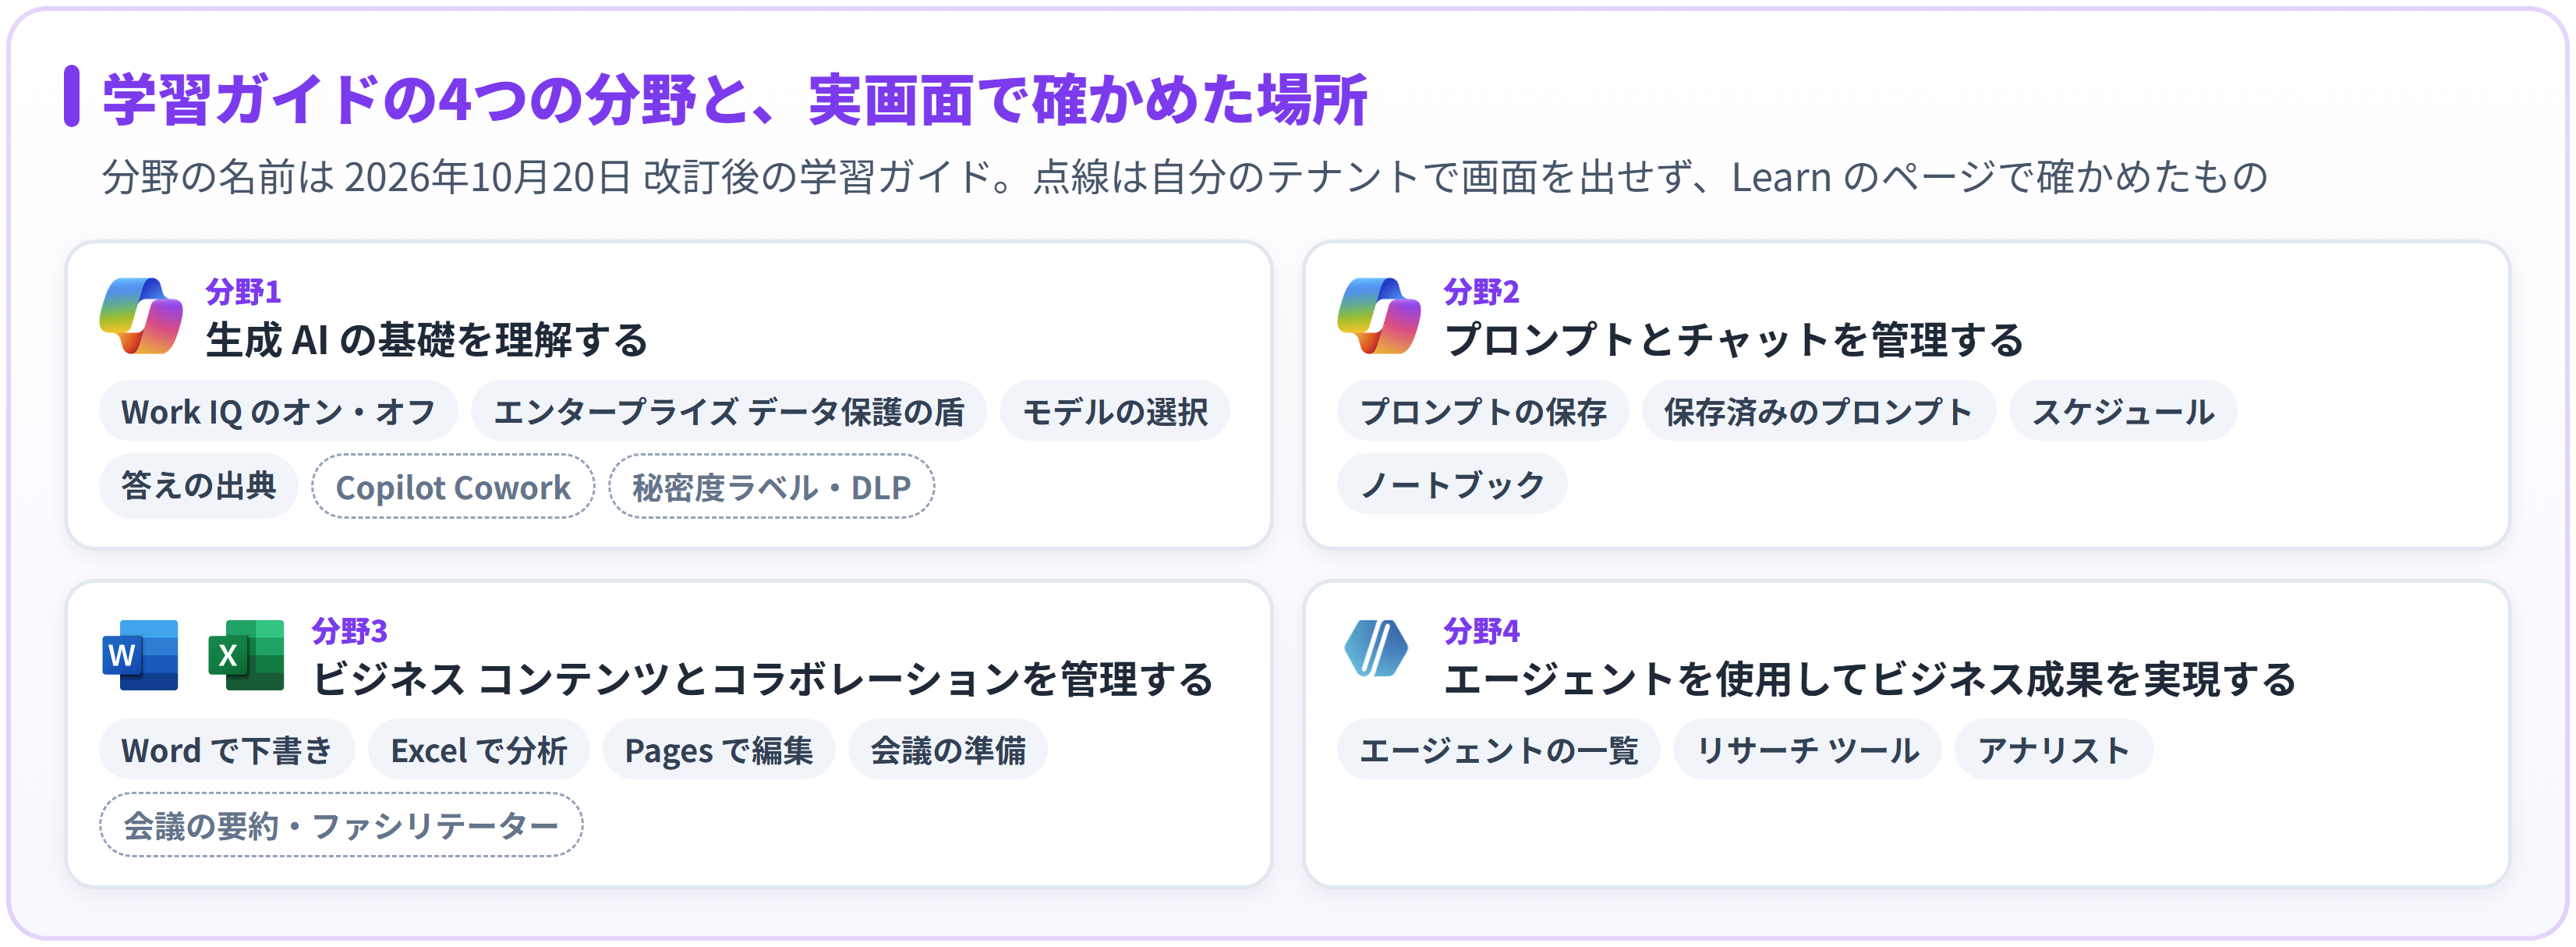 学習ガイドの4つの分野と、実画面で確かめた場所
分野の名前は 2026年10月20日 改訂後の学習ガイド。点線は自分のテナントで画面を出せず、Learn のページで確かめたもの
分野1
生成 AI の基礎を理解する
Work IQ のオン・オフ
エンタープライズ データ保護の盾
モデルの選択
答えの出典
Copilot Cowork
秘密度ラベル・DLP
分野2
プロンプトとチャットを管理する
プロンプトの保存
保存済みのプロンプト
スケジュール
ノートブック
W
X
分野3
ビジネス コンテンツとコラボレーションを管理する
Word で下書き
Excel で分析
Pages で編集
会議の準備
会議の要約・ファシリテーター
分野4
エージェントを使用してビジネス成果を実現する
エージェントの一覧
リサーチ ツール
アナリスト